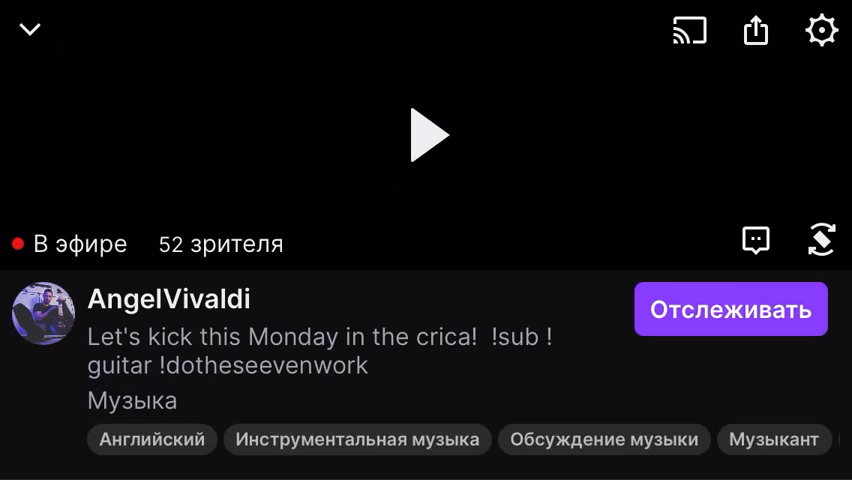 В эфире 52 зрителя
AngelVivaldi
Отслеживать
Let's kick this Monday in the crica! !sub !
guitar !dotheseevenwork
Музыка
Английский Инструментальная музыка Обсуждение музыки Музыкант